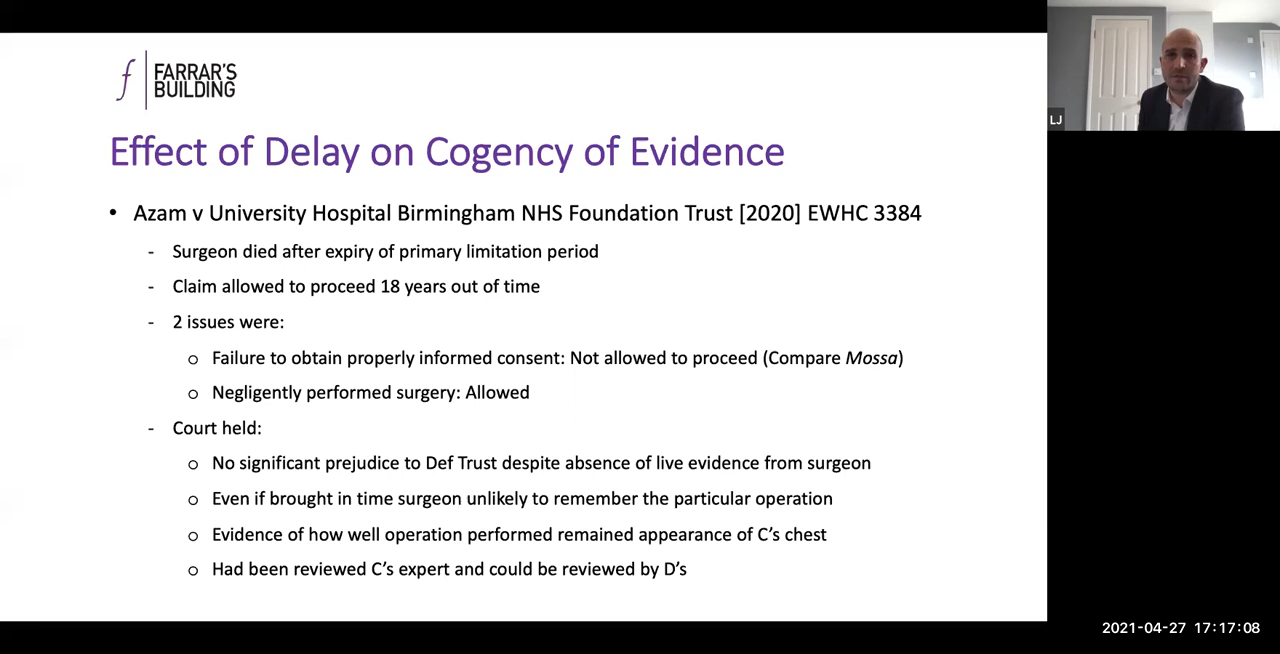 f FARRAR'S
BUILDING
LJ
Effect of Delay on Cogency of Evidence
• Azam v University Hospital Birmingham NHS Foundation Trust [2020] EWHC 3384
- Surgeon died after expiry of primary limitation period
- Claim allowed to proceed 18 years out of time
- 2 issues were:
o Failure to obtain properly informed consent: Not allowed to proceed (Compare Mossa)
o Negligently performed surgery: Allowed
- Court held:
o No significant prejudice to Def Trust despite absence of live evidence from surgeon
o Even if brought in time surgeon unlikely to remember the particular operation
o Evidence of how well operation performed remained appearance of C's chest
o Had been reviewed C's expert and could be reviewed by D's
2021-04-27 17:17:08